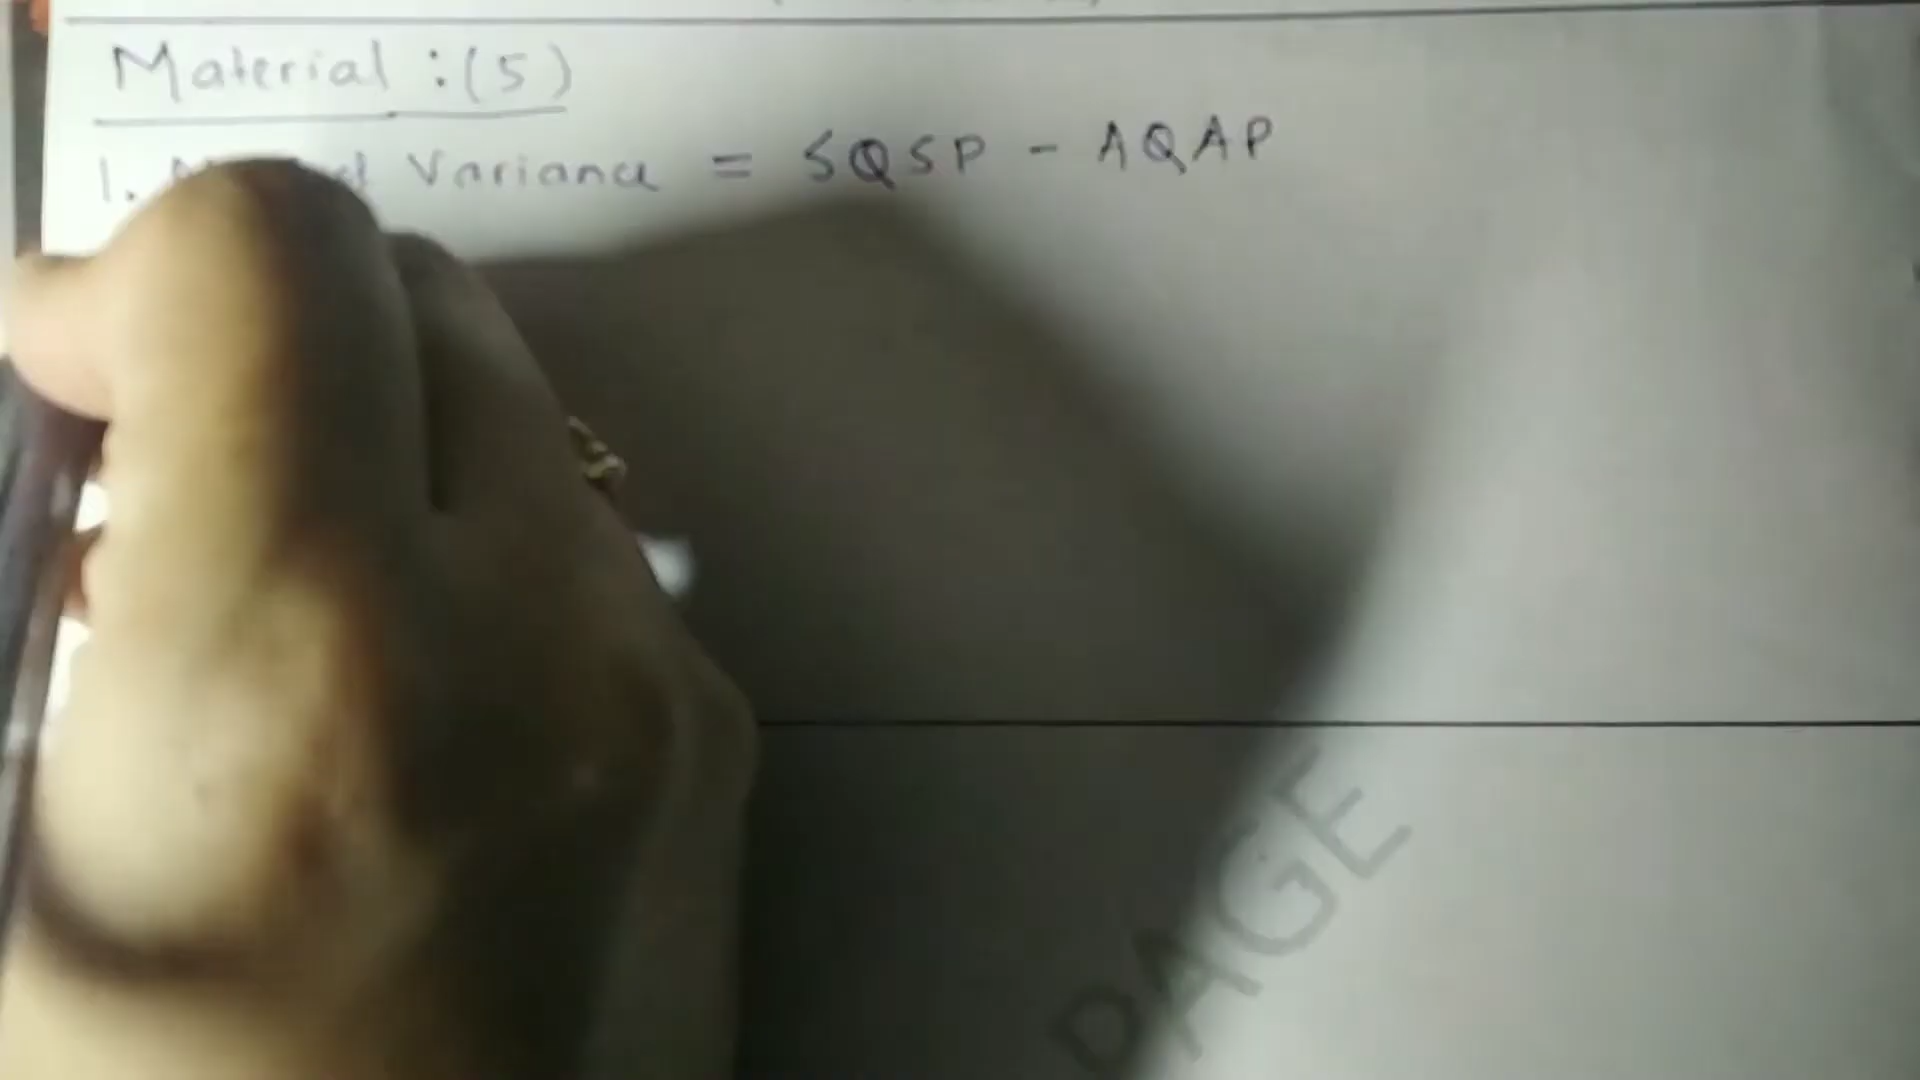 Material : (5)
1. Variance = SQSP - AQAP
PAGE